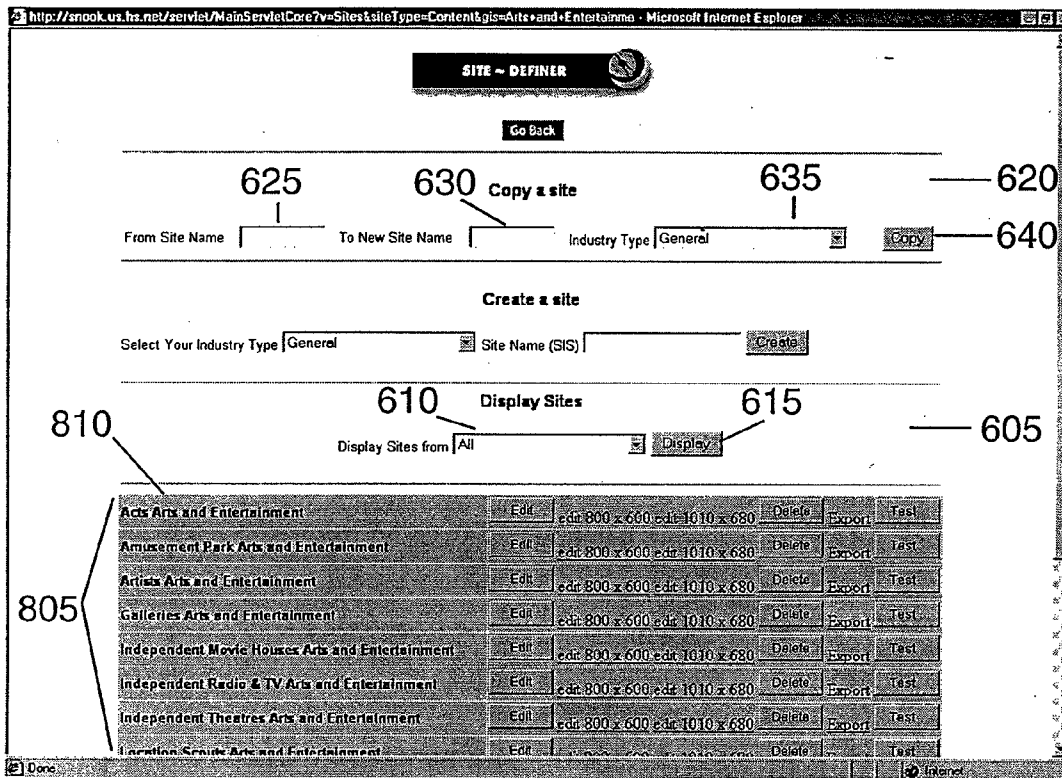 http://snook.us.hs.net/servlet/MainServletCore?v=Sites&siteType=Content&gis=Arts+and+Entertainme - Microsoft Internet Explorer
SITE ~ DEFINER
Go Back
625 630 Copy a site 635 620
From Site Name To New Site Name Industry Type General Copy 640
Create a site
Select Your Industry Type General Site Name (SIS) Create
810 610 Display Sites 615 605
Display Sites from All Display
805
Acts Arts and Entertainment Edit edit 800 x 600 edit 1010 x 680 Delete Export Test
Amusement Park Arts and Entertainment Edit edit 800 x 600 edit 1010 x 680 Delete Export Test
Artists Arts and Entertainment Edit edit 800 x 600 edit 1010 x 680 Delete Export Test
Galleries Arts and Entertainment Edit edit 800 x 600 edit 1010 x 680 Delete Export Test
Independent Movie Houses Arts and Entertainment Edit edit 800 x 600 edit 1010 x 680 Delete Export Test
Independent Radio & TV Arts and Entertainment Edit edit 800 x 600 edit 1010 x 680 Delete Export Test
Independent Theatres Arts and Entertainment Edit edit 800 x 600 edit 1010 x 680 Delete Export Test
Location Scouts Arts and Entertainment Edit edit 800 x 600 edit 1010 x 680 Delete Export Test
Done